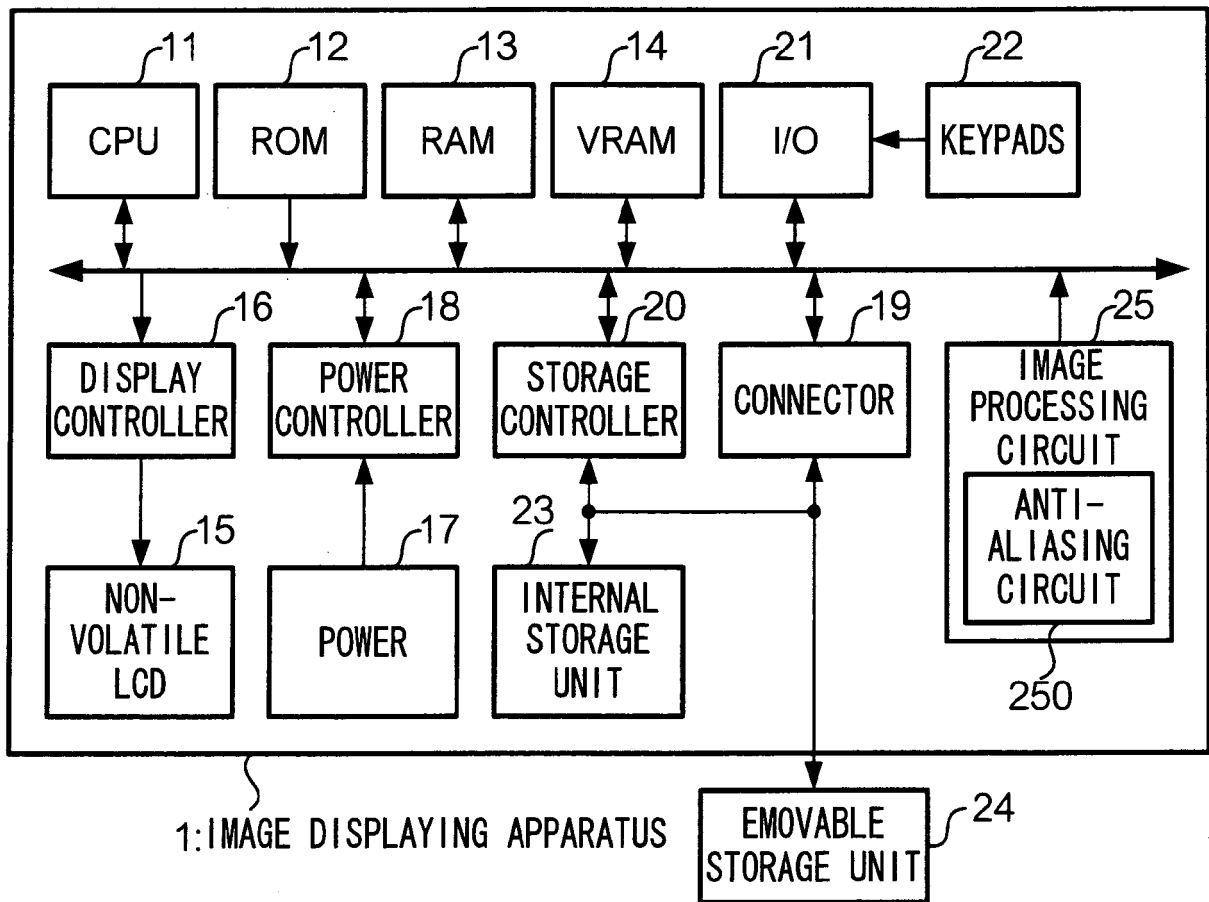 11
12
13
14
21
22
CPU
ROM
RAM
VRAM
I/O
KEYPADS
16
18
20
19
25
DISPLAY
CONTROLLER
POWER
CONTROLLER
STORAGE
CONTROLLER
CONNECTOR
IMAGE
PROCESSING
CIRCUIT
ANTI-
ALIASING
CIRCUIT
250
15
17
23
NON-
VOLATILE
LCD
POWER
INTERNAL
STORAGE
UNIT
1:IMAGE DISPLAYING APPARATUS
EMOVABLE
STORAGE UNIT
24